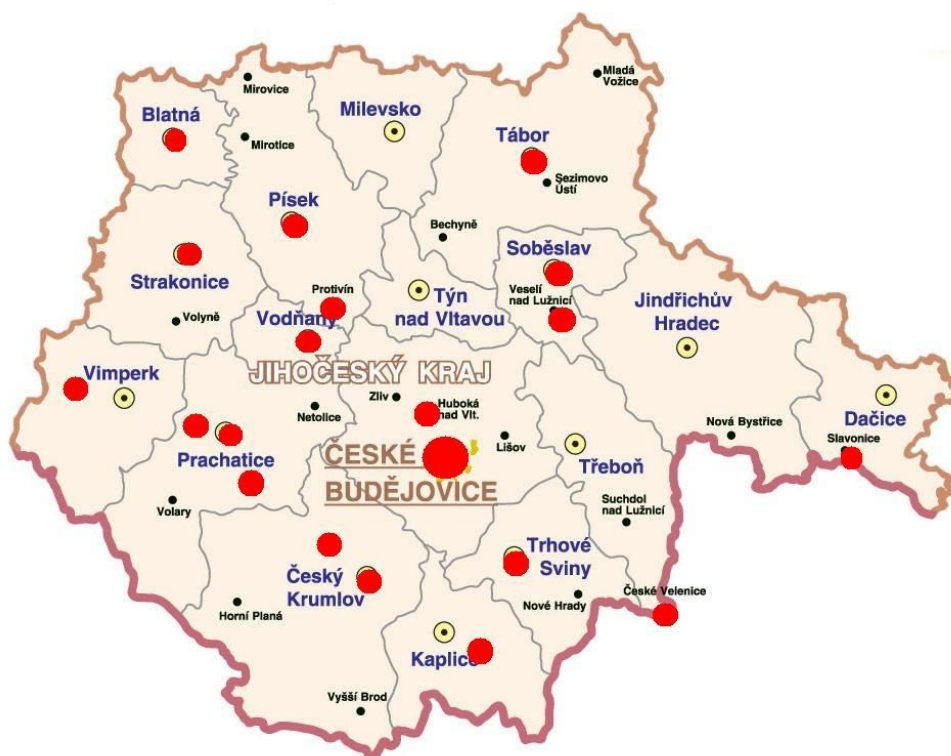 Mladá
Vožice
Mirovice
Blatná
Milevsko
Mirotice
Tábor
Sezimovo
Ústí
Písek
Bechyně
Soběslav
Strakonice
Protivín
Veselí
nad Lužnicí
Týn
nad Vltavou
Jindřichův
Hradec
Volyně
Vodňany
JIHOČESKÝ KRAJ
Vimperk
Zliv
Huboká
nad Vlt.
Netolice
Dačice
Nová Bystřice
Slavonice
Lišov
ČESKÉ
BUDĚJOVICE
Prachatice
Třeboň
Volary
Suchdol
nad Lužnicí
Trhové
Sviny
Český
Krumlov
Horní Planá
Nové Hrady
České Velenice
Kaplice
Vyšší Brod